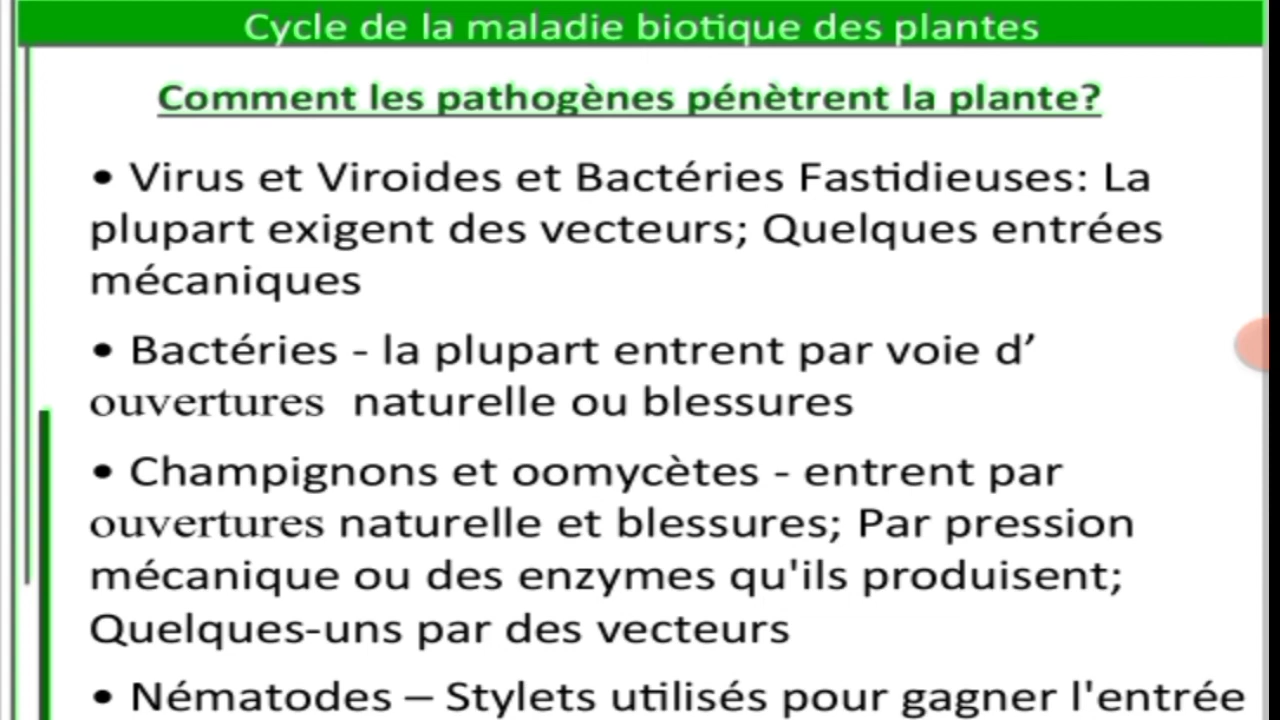 Cycle de la maladie biotique des plantes
Comment les pathogènes pénètrent la plante?
• Virus et Viroides et Bactéries Fastidieuses: La
plupart exigent des vecteurs; Quelques entrées
mécaniques
• Bactéries - la plupart entrent par voie d’
ouvertures naturelle ou blessures
• Champignons et oomycètes - entrent par
ouvertures naturelle et blessures; Par pression
mécanique ou des enzymes qu'ils produisent;
Quelques-uns par des vecteurs
• Nématodes – Stylets utilisés pour gagner l'entrée